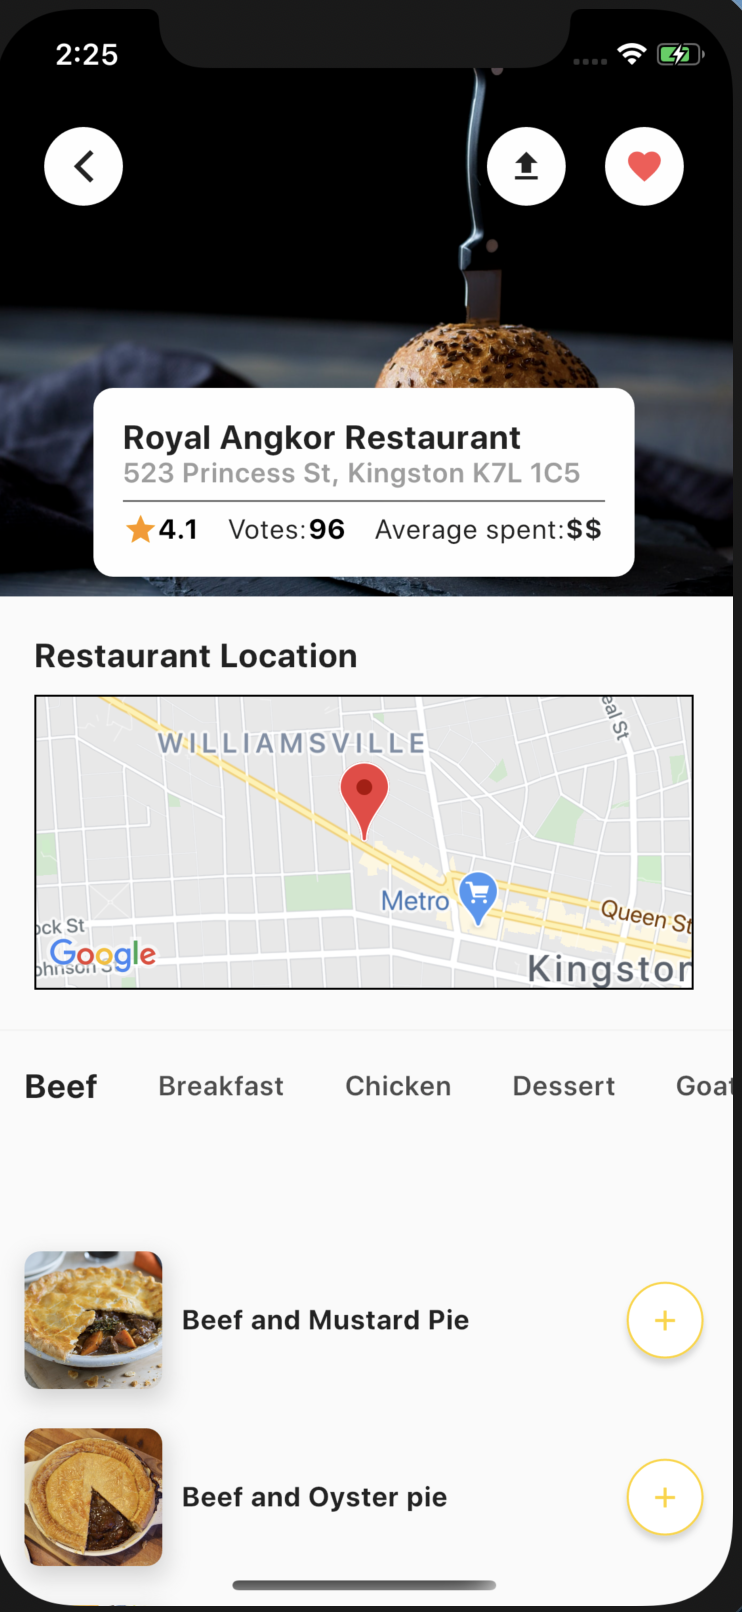 2:25
Royal Angkor Restaurant
523 Princess St, Kingston K7L 1C5
4.1 Votes: 96 Average spent: $$
Restaurant Location
eal St
WILLIAMSVILLE
Metro
Queen St
ock St
Google
ohnson S
Kingston
Beef Breakfast Chicken Dessert Goat
Beef and Mustard Pie
Beef and Oyster pie